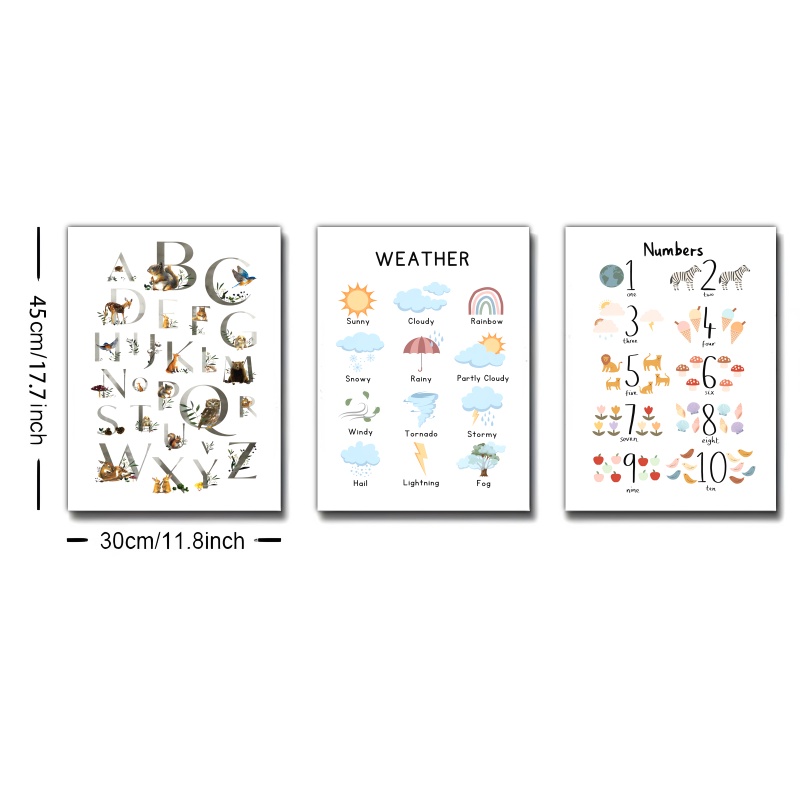 45cm/17.7inch
30cm/11.8inch
A B C
D E F G
H I J K L M
N O P Q R
S T U V
W X Y Z
WEATHER
Sunny Cloudy Rainbow
Snowy Rainy Partly Cloudy
Windy Tornado Stormy
Hail Lightning Fog
Numbers
1 2
one two
3 4
three four
5 6
five six
7 8
seven eight
9 10
nine ten